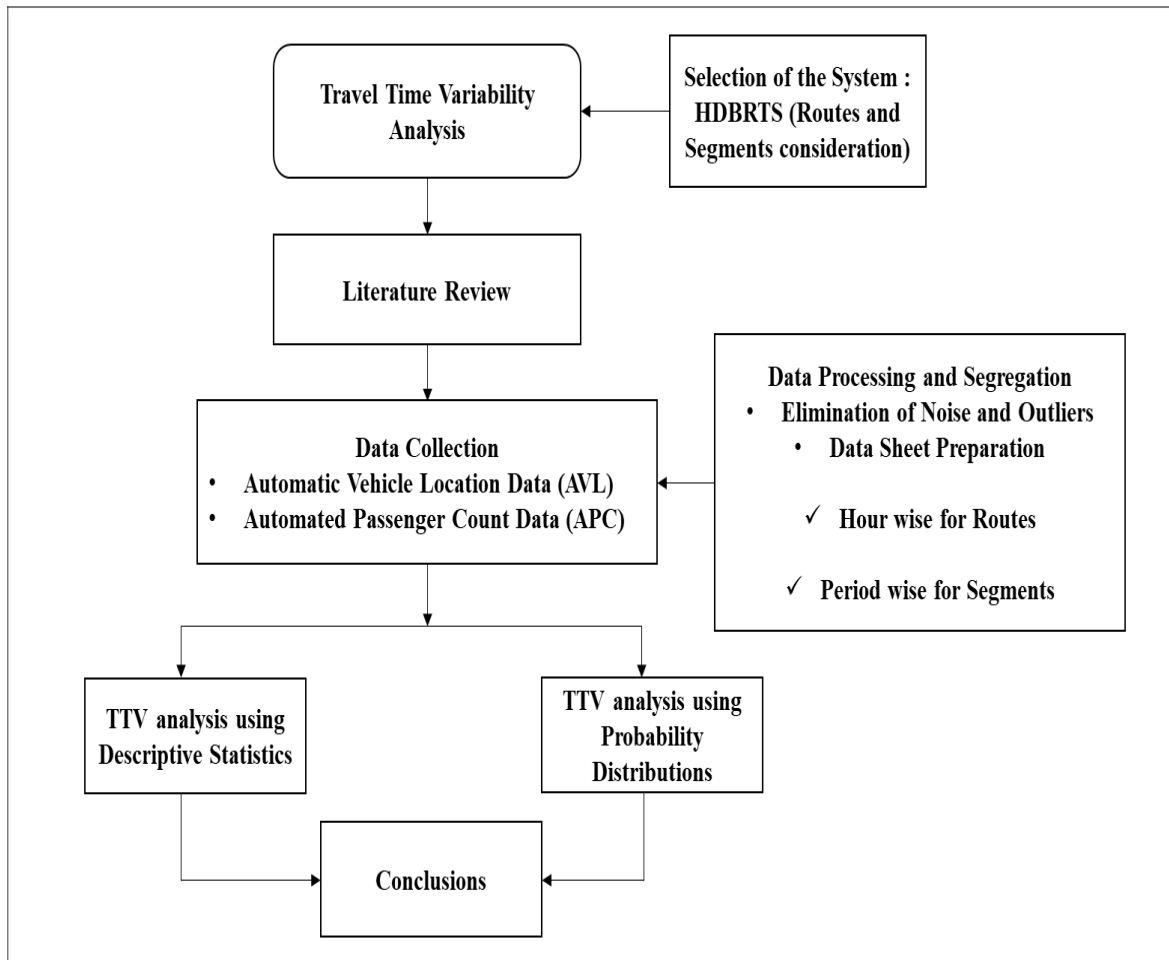 Travel Time Variability
Analysis
Selection of the System :
HDBRTS (Routes and
Segments consideration)
Literature Review
Data Collection
• Automatic Vehicle Location Data (AVL)
• Automated Passenger Count Data (APC)
Data Processing and Segregation
• Elimination of Noise and Outliers
• Data Sheet Preparation
✓ Hour wise for Routes
✓ Period wise for Segments
TTV analysis using
Descriptive Statistics
TTV analysis using
Probability
Distributions
Conclusions